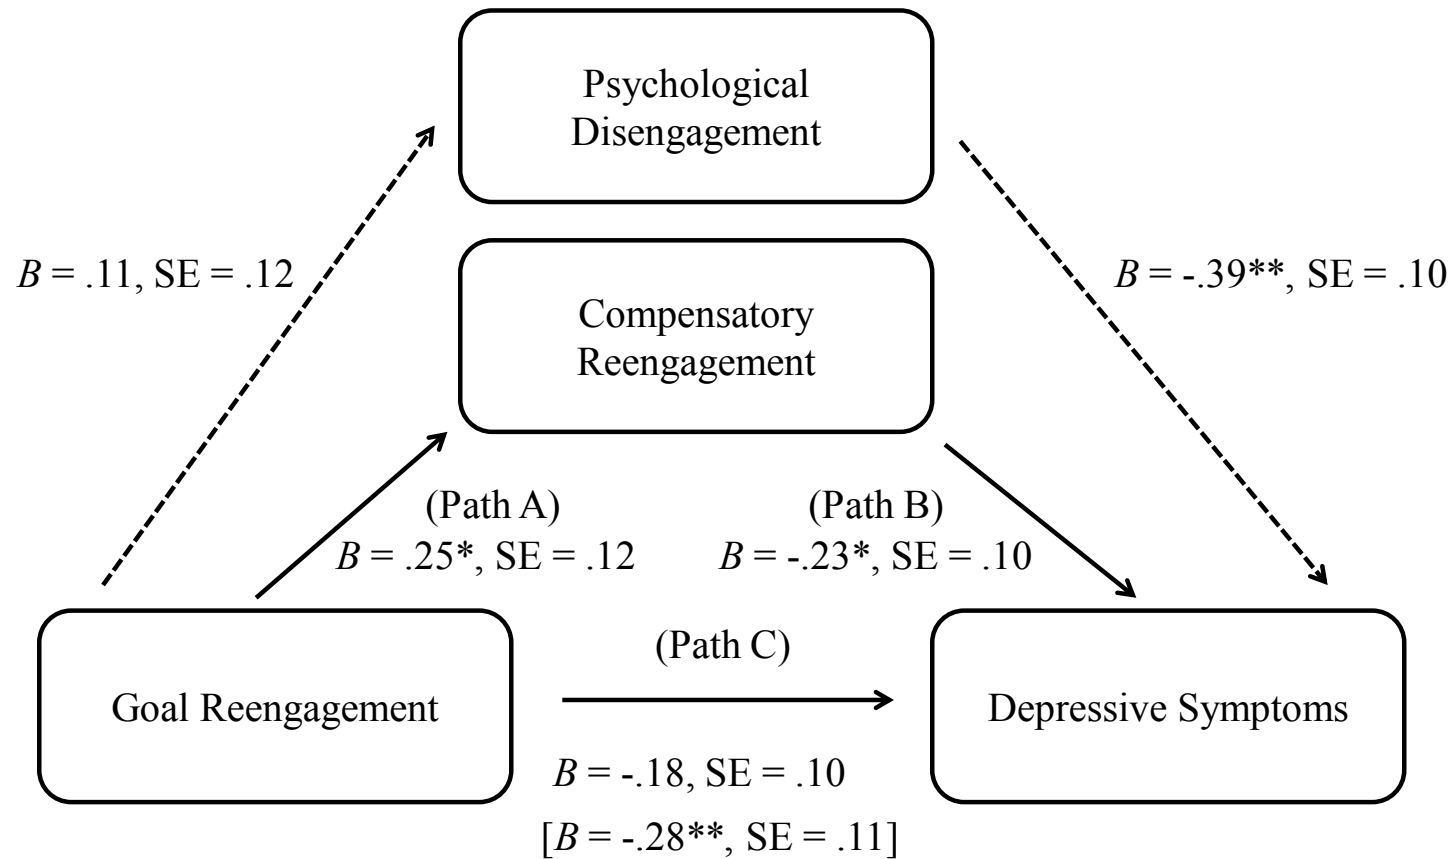 Psychological
Disengagement
B = .11, SE = .12
B = -.39**, SE = .10
Compensatory
Reengagement
(Path A)
B = .25*, SE = .12
(Path B)
B = -.23*, SE = .10
Goal Reengagement
(Path C)
B = -.18, SE = .10
[B = -.28**, SE = .11]
Depressive Symptoms